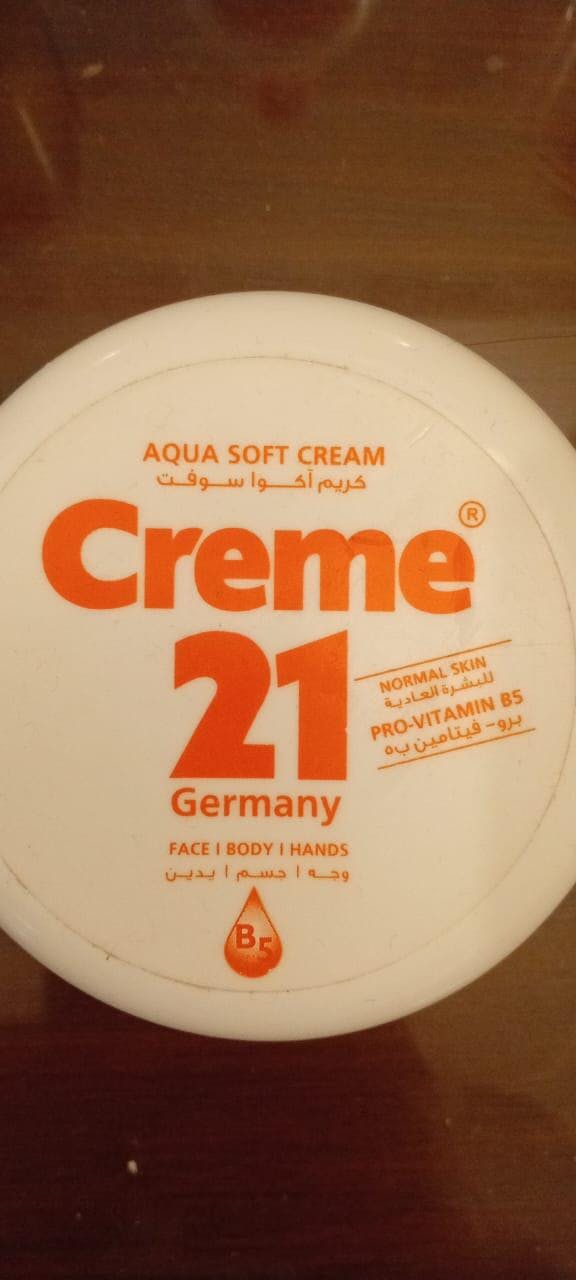 AQUA SOFT CREAM
كريم آكوا سوفت
Creme®
21
NORMAL SKIN
للبشرة العادية
PRO-VITAMIN B5
برو- فيتامين ب٥
Germany
FACE | BODY | HANDS
وجه | جسم | يدين
B5